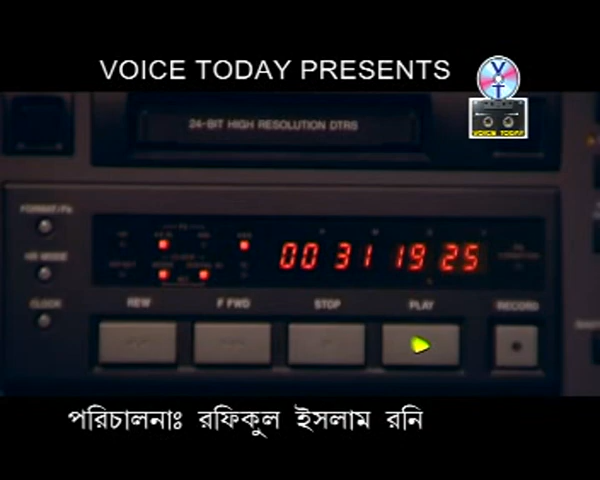 VOICE TODAY PRESENTS
V
T
VOICE TODAY
24-BIT HIGH RESOLUTION DTRS
FORMAT/Fs
00 31 19 25
HR MODE
CLOCK
REW F FWD STOP PLAY RECORD
পরিচালনাঃ রফিকুল ইসলাম রনি